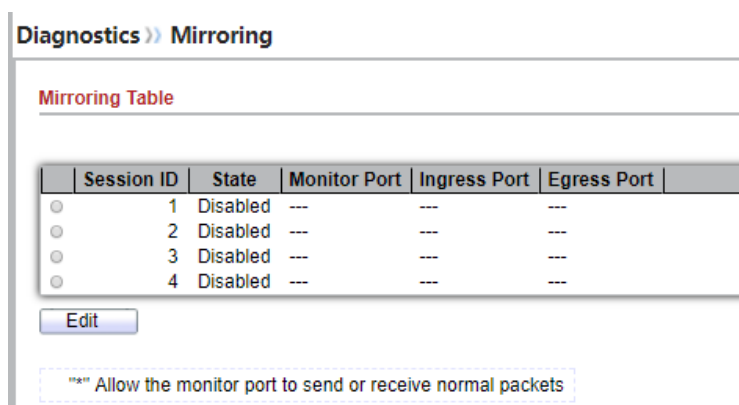 Diagnostics » Mirroring
Mirroring Table
Session ID State Monitor Port Ingress Port Egress Port
1 Disabled --- --- ---
2 Disabled --- --- ---
3 Disabled --- --- ---
4 Disabled --- --- ---
Edit
"*" Allow the monitor port to send or receive normal packets